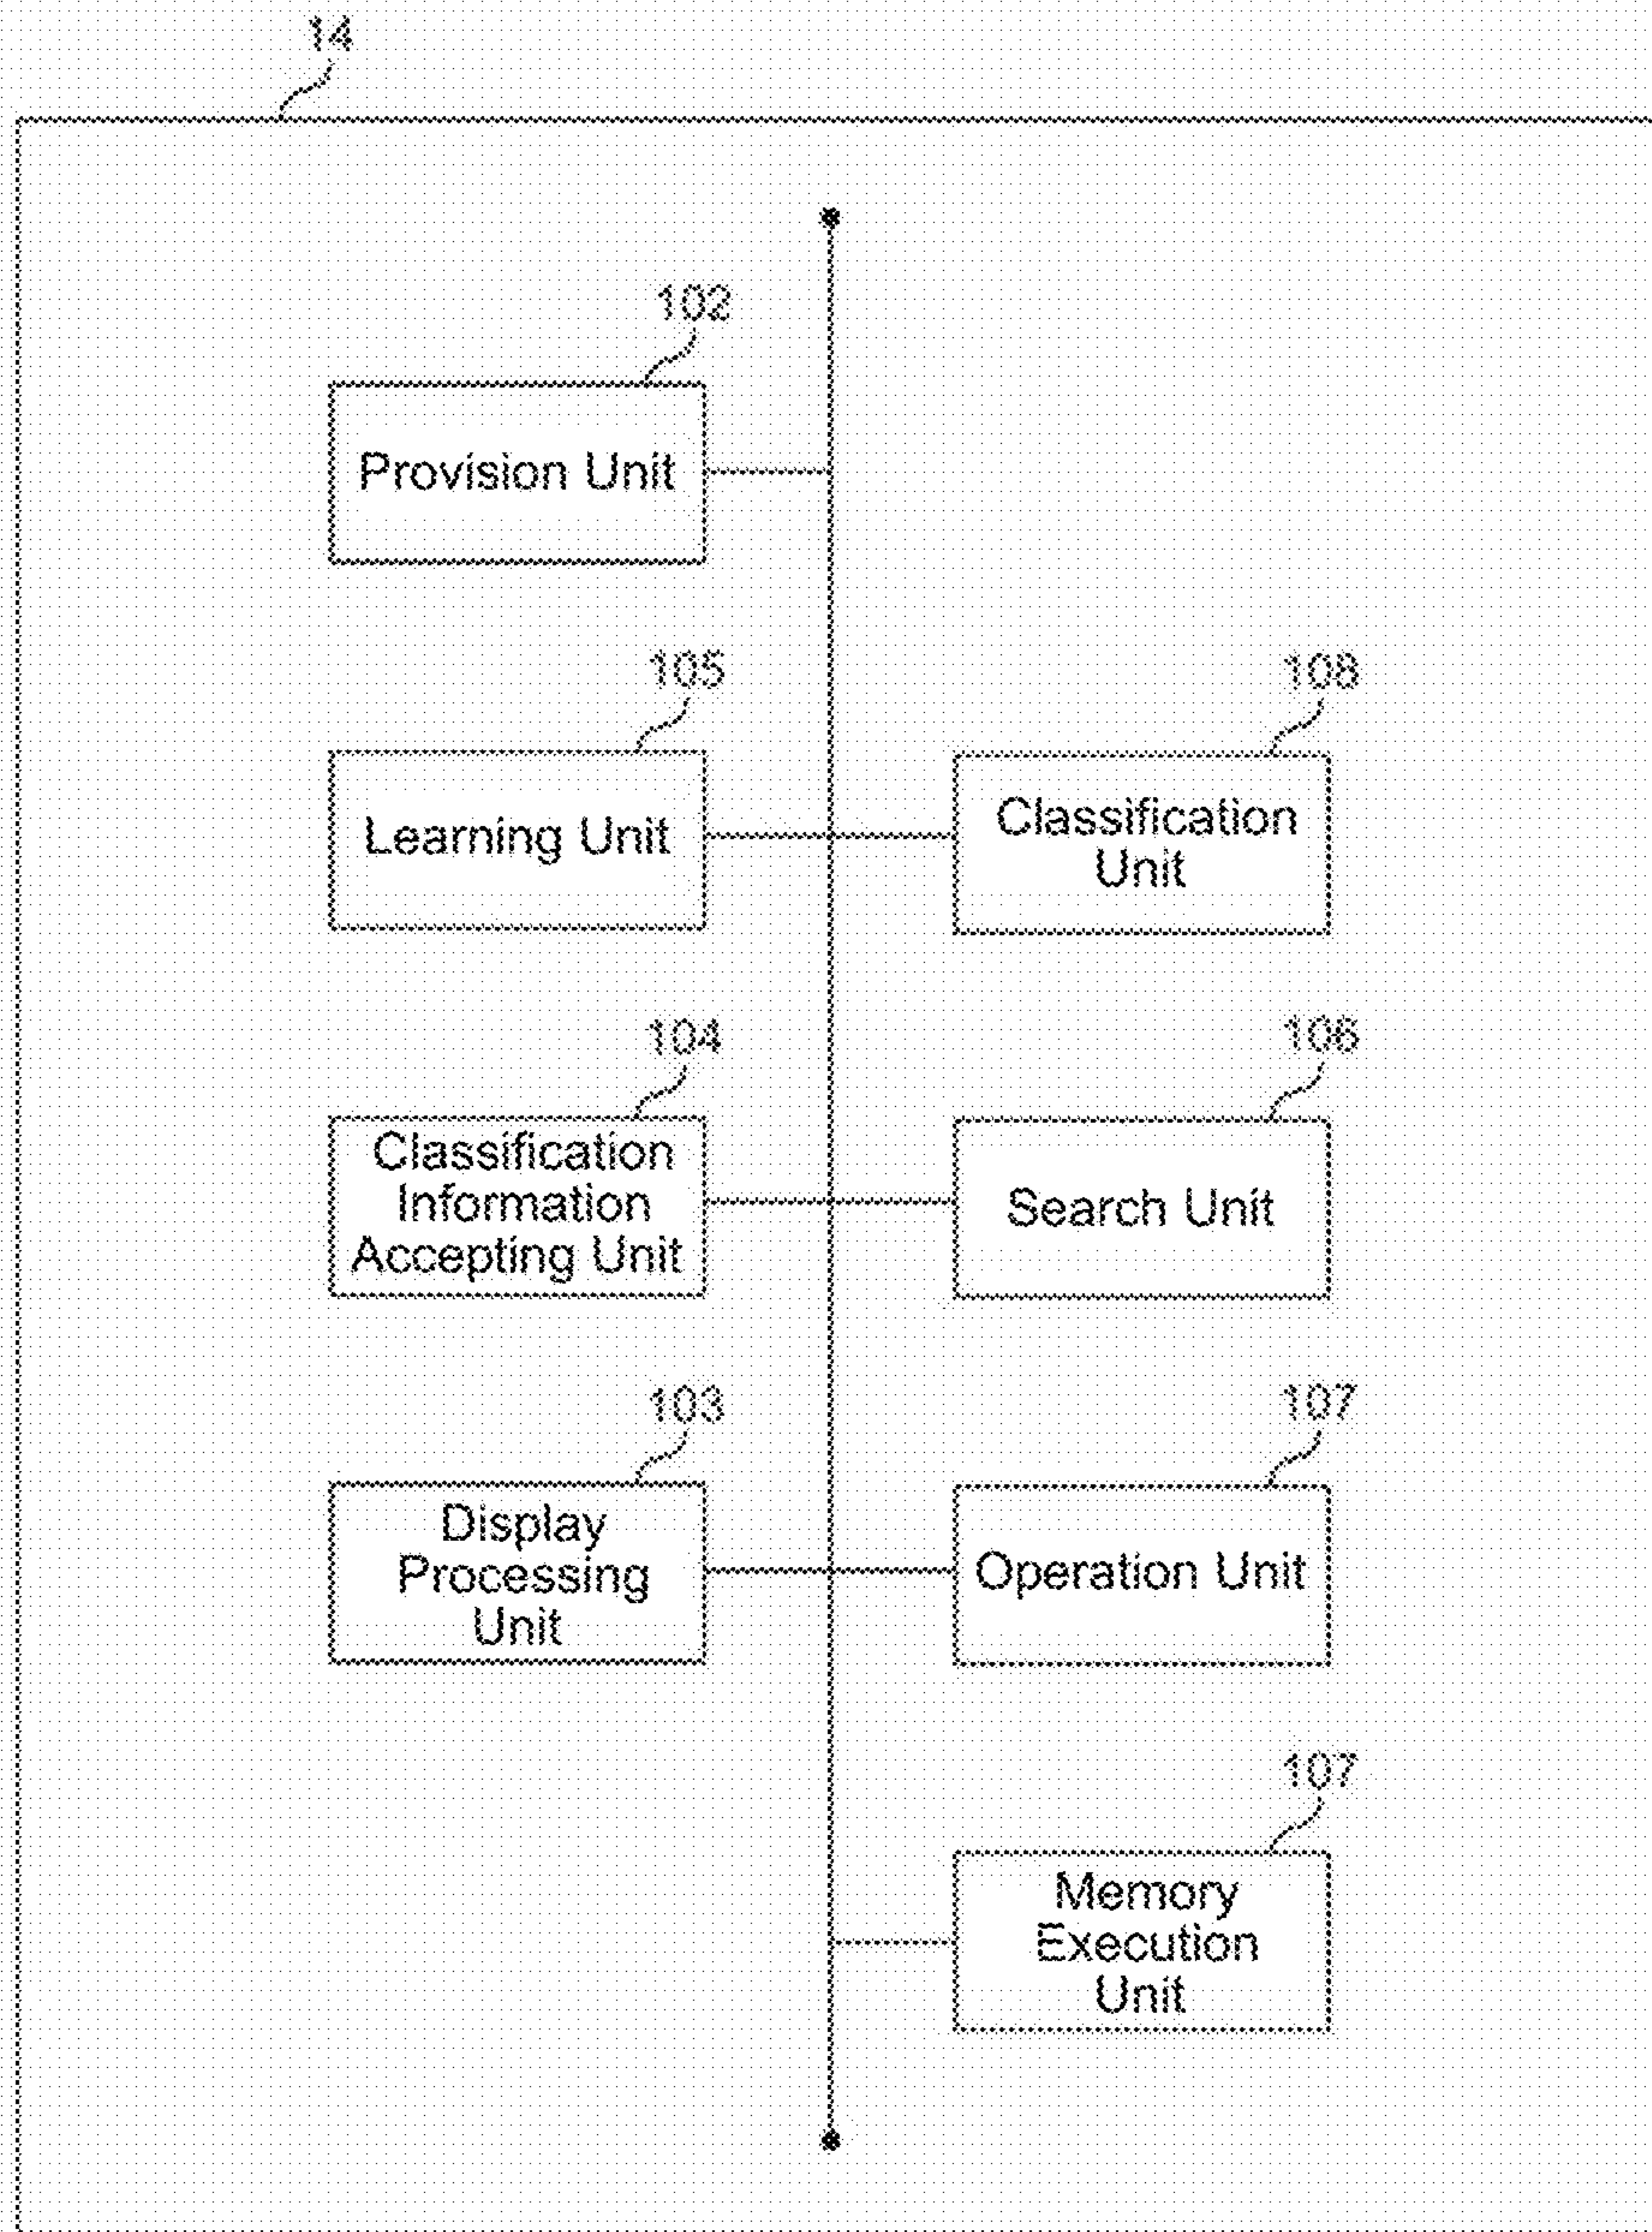 14
102
Provision Unit
105
Learning Unit
108
Classification
Unit
104
Classification
Information
Accepting Unit
106
Search Unit
103
Display
Processing
Unit
107
Operation Unit
107
Memory
Execution
Unit